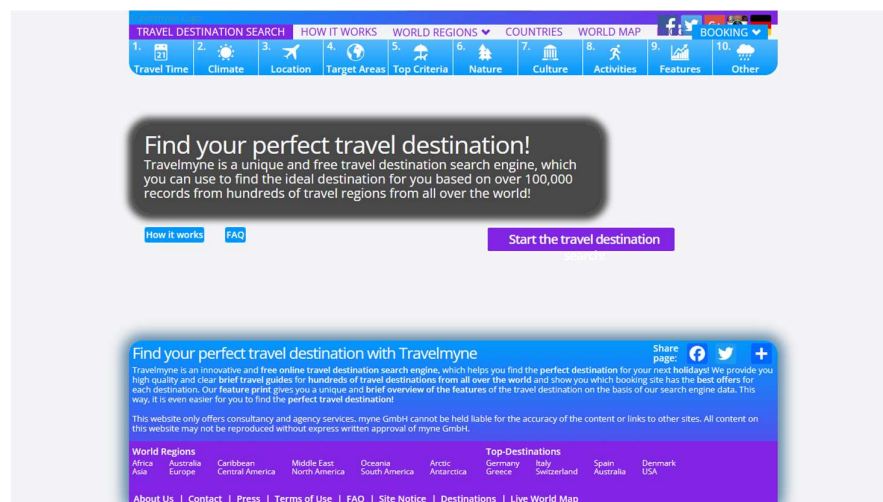 TRAVEL DESTINATION SEARCH HOW IT WORKS WORLD REGIONS COUNTRIES WORLD MAP BOOKING
1. 2. 3. 4. 5. 6. 7. 8. 9. 10.
21
Travel Time Climate Location Target Areas Top Criteria Nature Culture Activities Features Other
Find your perfect travel destination!
Travelmyne is a unique and free travel destination search engine, which
you can use to find the ideal destination for you based on over 100,000
records from hundreds of travel regions from all over the world!
How it works FAQ Start the travel destination
search!
Find your perfect travel destination with Travelmyne
Share
page:
Travelmyne is an innovative and free online travel destination search engine, which helps you find the perfect destination for your next holidays! We provide you
high quality and clear brief travel guides for hundreds of travel destinations from all over the world and show you which booking site has the best offers for
each destination. Our feature print gives you a unique and brief overview of the features of the travel destination on the basis of our search engine data. This
way, it is even easier for you to find the perfect travel destination!
This website only offers consultancy and agency services. myne GmbH cannot be held liable for the accuracy of the content or links to other sites. All content on
this website may not be reproduced without express written approval of myne GmbH.
World Regions Top-Destinations
Africa Australia Caribbean Middle East Oceania Arctic Germany Italy Spain Denmark
Asia Europe Central America North America South America Antarctica Greece Switzerland Australia USA
About Us | Contact | Press | Terms of Use | FAQ | Site Notice | Destinations | Live World Map